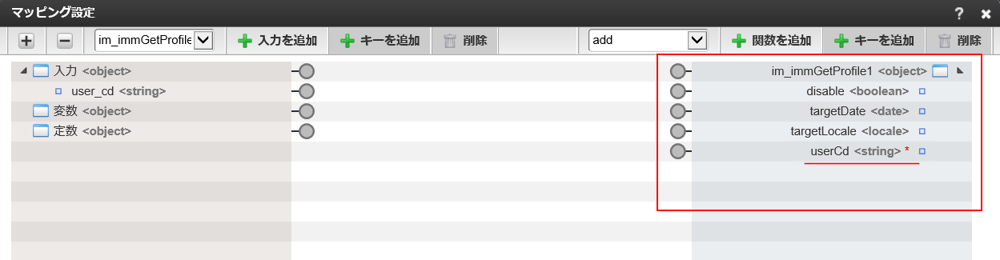 マッピング設定
im_immGetProfile 入力を追加 キーを追加 削除 add 関数を追加 キーを追加 削除
入力 <object> im_immGetProfile1 <object>
user_cd <string> disable <boolean>
変数 <object> targetDate <date>
定数 <object> targetLocale <locale>
userCd <string> *